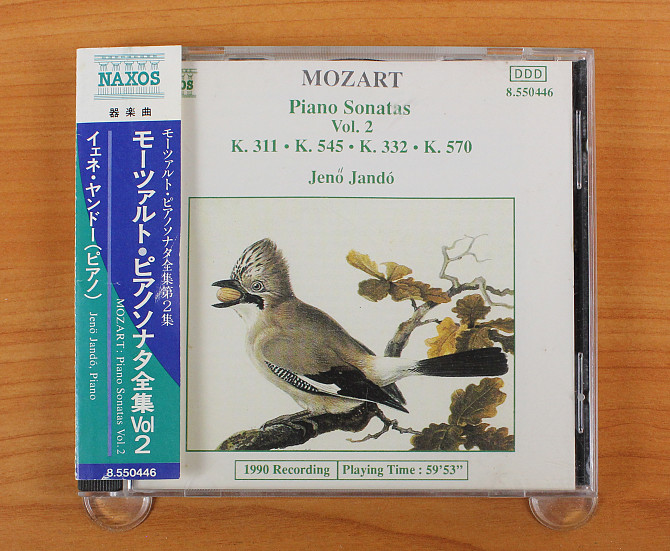 NAXOS
器楽曲
モーツァルト・ピアノソナタ全集第2集
モーツァルト・ピアノソナタ全集Vol 2
MOZART: Piano Sonatas Vol. 2
イェネ・ヤンドー(ピアノ)
Jenö Jandó, Piano
8.550446
MOZART
DDD
8.550446
Piano Sonatas
Vol. 2
K. 311 • K. 545 • K. 332 • K. 570
Jenő Jandó
1990 Recording
Playing Time : 59'53"